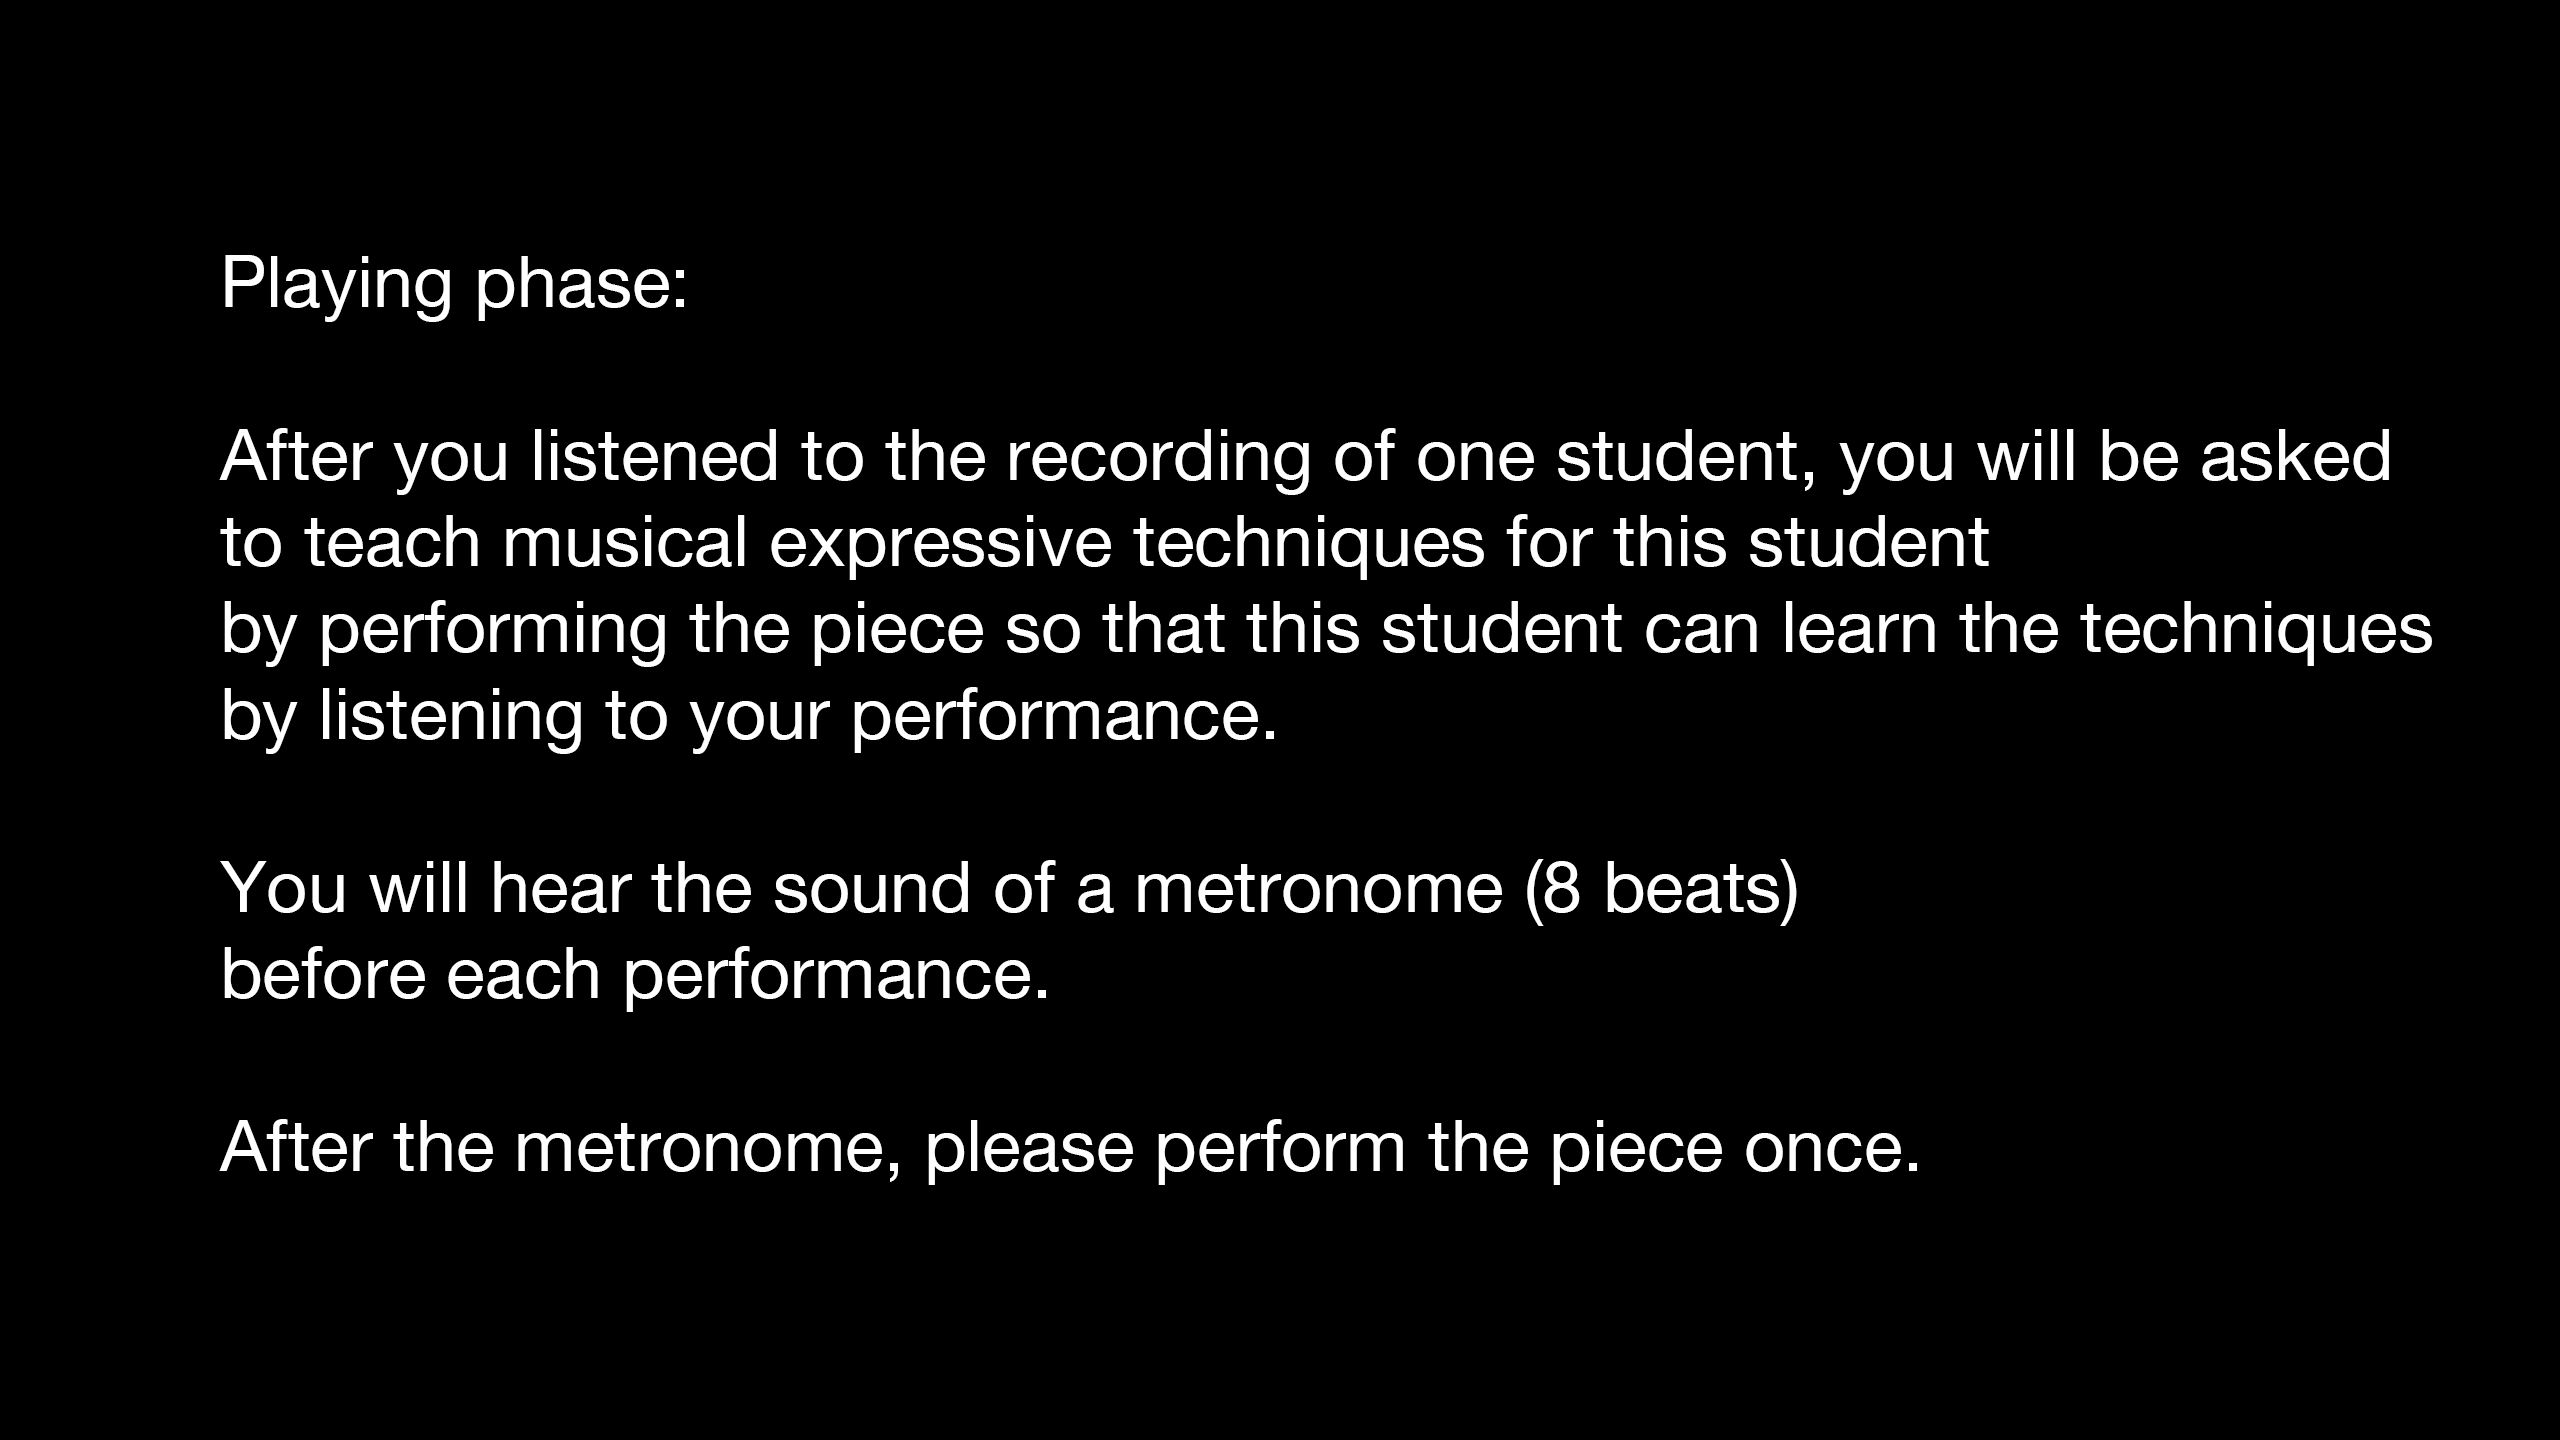 Playing phase:
After you listened to the recording of one student, you will be asked
to teach musical expressive techniques for this student
by performing the piece so that this student can learn the techniques
by listening to your performance.
You will hear the sound of a metronome (8 beats)
before each performance.
After the metronome, please perform the piece once.